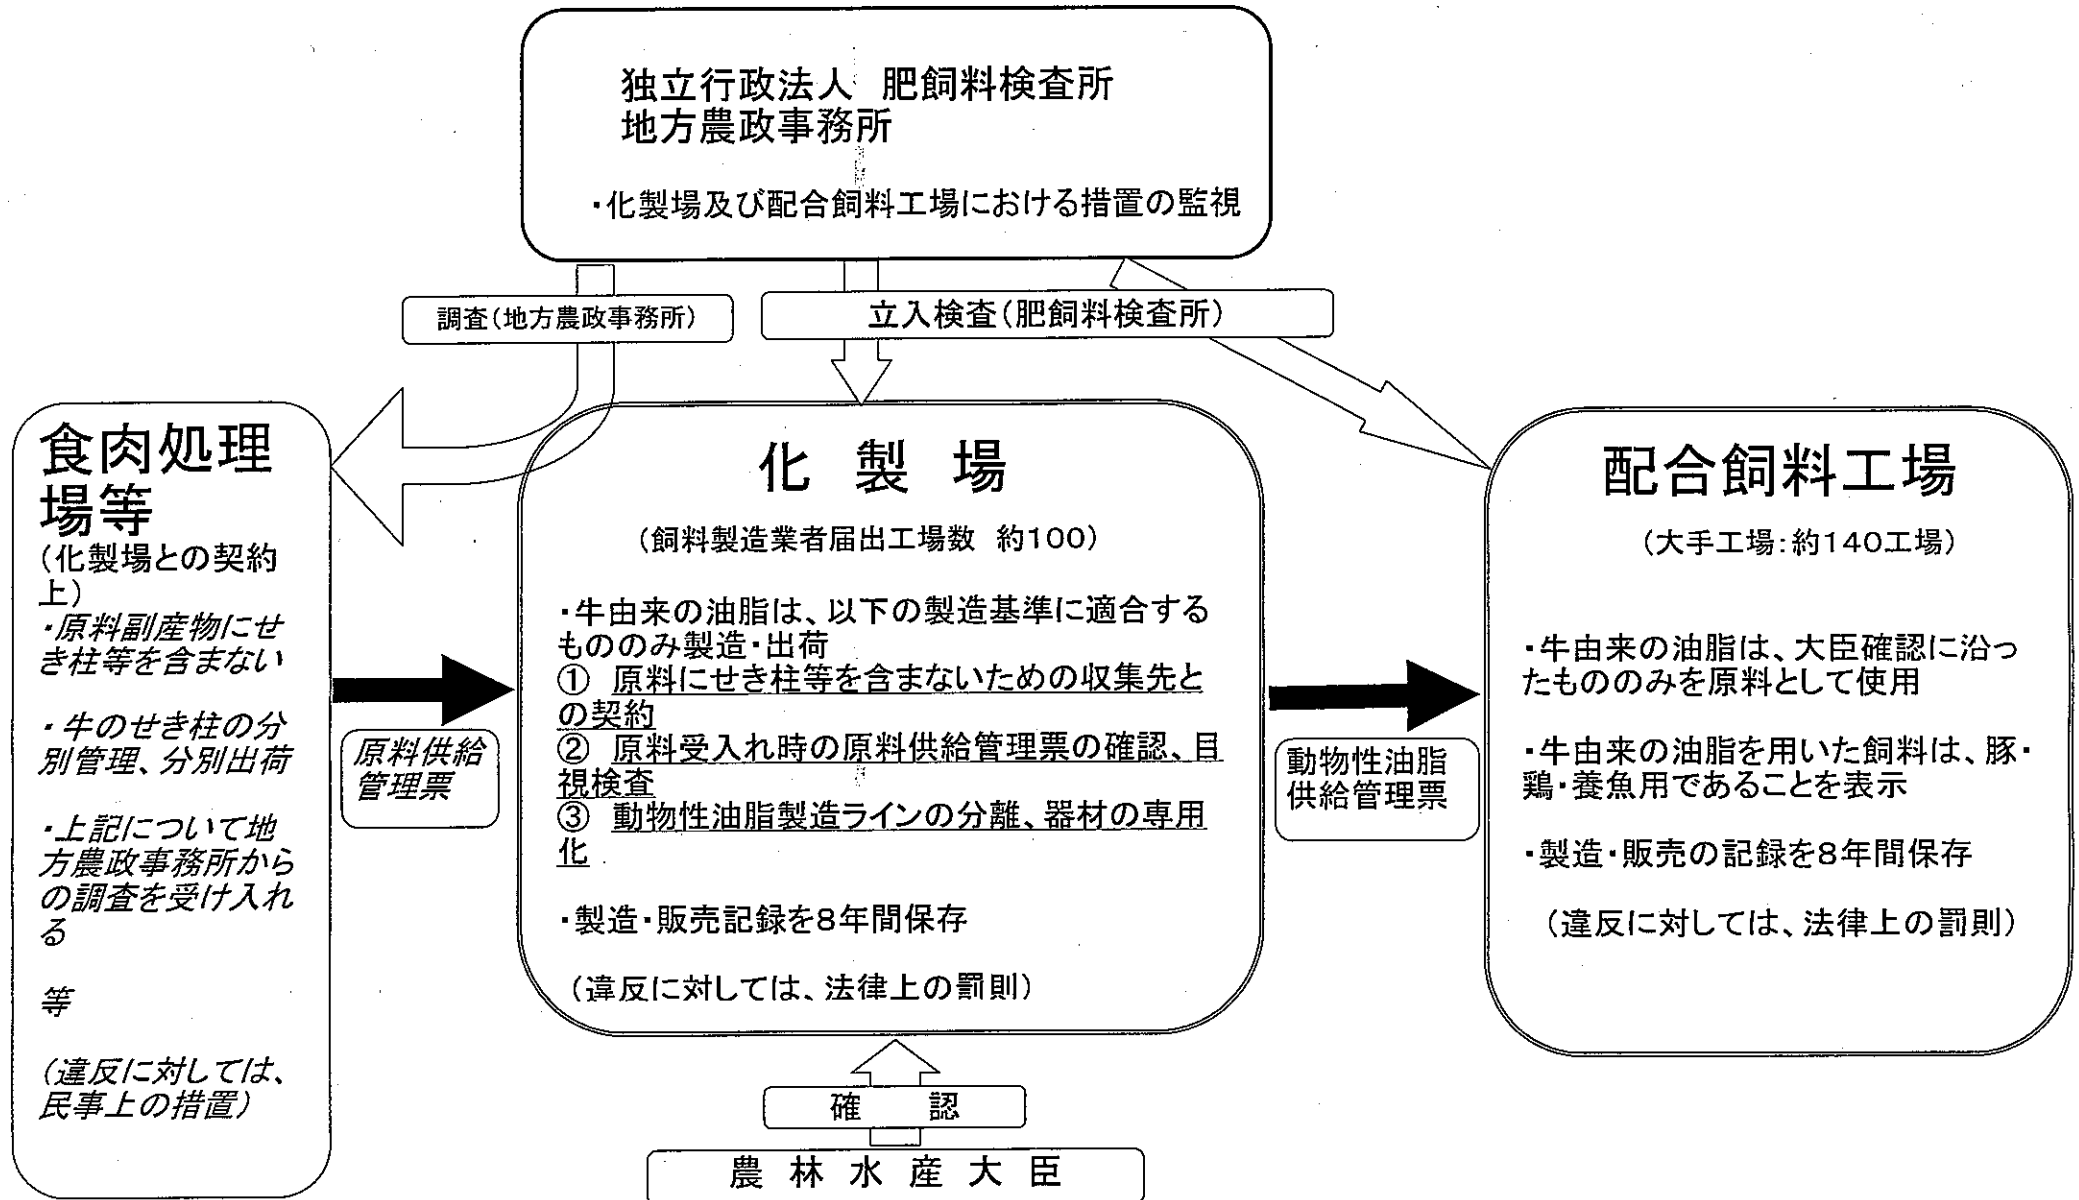 独立行政法人 肥飼料検査所
地方農政事務所
・化製場及び配合飼料工場における措置の監視
調査(地方農政事務所)
立入検査(肥飼料検査所)
食肉処理
場等
(化製場との契約
上)
・原料副産物にせ
き柱等を含まない
・牛のせき柱の分
別管理、分別出荷
・上記について地
方農政事務所から
の調査を受け入れ
る
等
(違反に対しては、
民事上の措置)
原料供給
管理票
化 製 場
(飼料製造業者届出工場数 約100)
・牛由来の油脂は、以下の製造基準に適合する
もののみ製造・出荷
① 原料にせき柱等を含まないための収集先と
の契約
② 原料受入れ時の原料供給管理票の確認、目
視検査
③ 動物性油脂製造ラインの分離、器材の専用
化
・製造・販売記録を8年間保存
(違反に対しては、法律上の罰則)
動物性油脂
供給管理票
配合飼料工場
(大手工場:約140工場)
・牛由来の油脂は、大臣確認に沿っ
たもののみを原料として使用
・牛由来の油脂を用いた飼料は、豚・
鶏・養魚用であることを表示
・製造・販売の記録を8年間保存
(違反に対しては、法律上の罰則)
確 認
農 林 水 産 大 臣